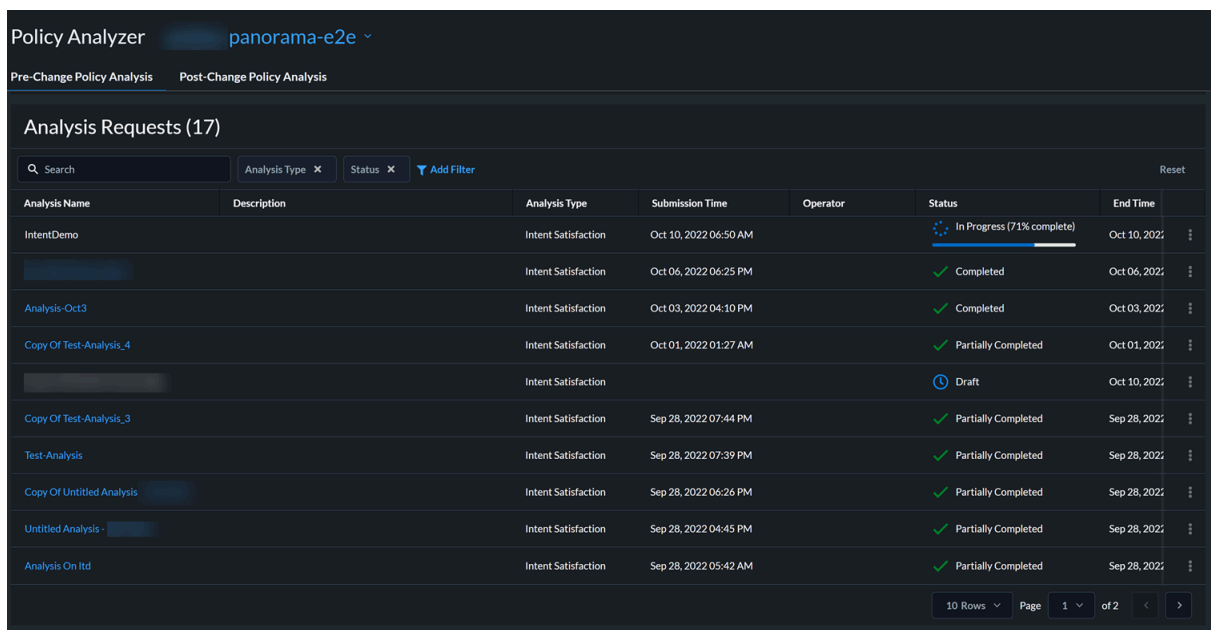 Policy Analyzer panorama-e2e
Pre-Change Policy Analysis Post-Change Policy Analysis
Analysis Requests (17)
Search Analysis Type × Status × Add Filter Reset
Analysis Name Description Analysis Type Submission Time Operator Status End Time
IntentDemo Intent Satisfaction Oct 10, 2022 06:50 AM In Progress (71% complete) Oct 10, 2022
Intent Satisfaction Oct 06, 2022 06:25 PM Completed Oct 06, 2022
Analysis-Oct3 Intent Satisfaction Oct 03, 2022 04:10 PM Completed Oct 03, 2022
Copy Of Test-Analysis_4 Intent Satisfaction Oct 01, 2022 01:27 AM Partially Completed Oct 01, 2022
Intent Satisfaction Draft Oct 10, 2022
Copy Of Test-Analysis_3 Intent Satisfaction Sep 28, 2022 07:44 PM Partially Completed Sep 28, 2022
Test-Analysis Intent Satisfaction Sep 28, 2022 07:39 PM Partially Completed Sep 28, 2022
Copy Of Untitled Analysis Intent Satisfaction Sep 28, 2022 06:26 PM Partially Completed Sep 28, 2022
Untitled Analysis - Intent Satisfaction Sep 28, 2022 04:45 PM Partially Completed Sep 28, 2022
Analysis On ltd Intent Satisfaction Sep 28, 2022 05:42 AM Partially Completed Sep 28, 2022
10 Rows Page 1 of 2